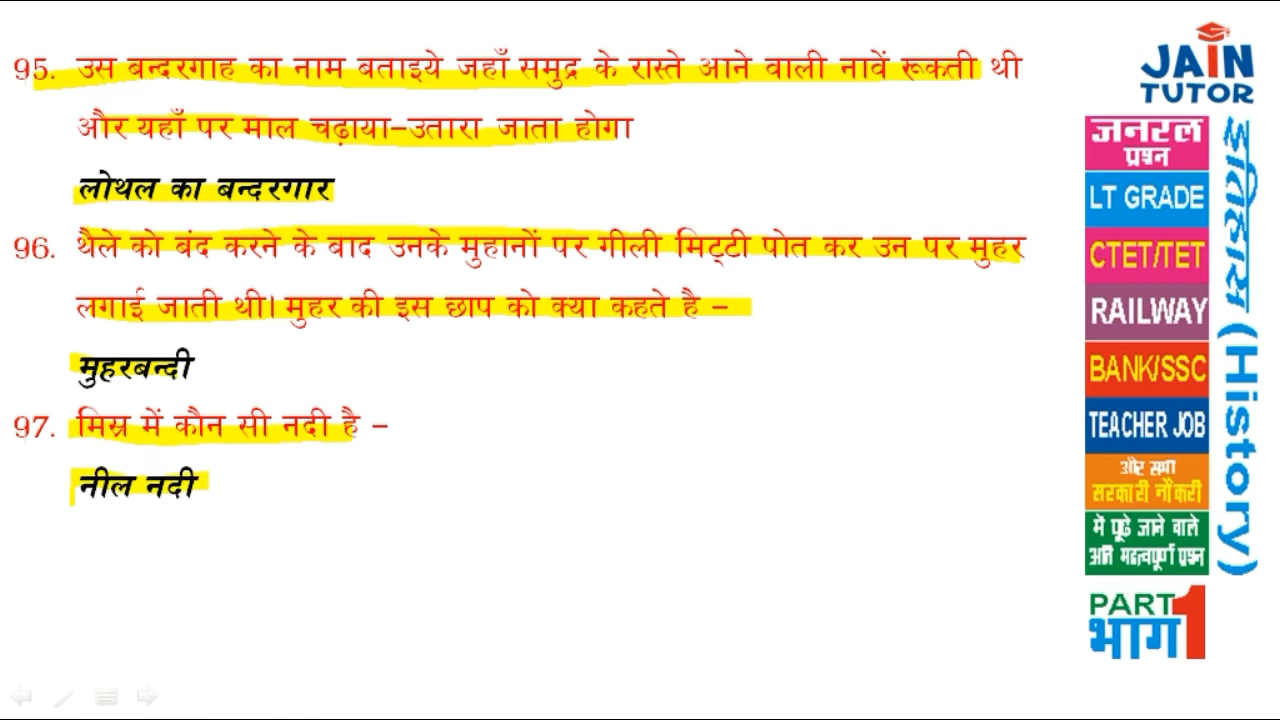 95. उस बन्दरगाह का नाम बताइये जहाँ समुद्र के रास्ते आने वाली नावें रूकती थी
और यहाँ पर माल चढ़ाया-उतारा जाता होगा
लोथल का बन्दरगार
96. थैले को बंद करने के बाद उनके मुहानों पर गीली मिट्टी पोत कर उन पर मुहर
लगाई जाती थी। मुहर की इस छाप को क्या कहते है -
मुहरबन्दी
97. मिस्र में कौन सी नदी है -
नील नदी
JAIN
TUTOR
जनरल
प्रश्न
LT GRADE
CTET/TET
RAILWAY
BANK/SSC
TEACHER JOB
और सभी
सरकारी नौकरी
में पूछे जाने वाले
अति महत्वपूर्ण प्रश्न
इतिहास (History)
PART 1
भाग